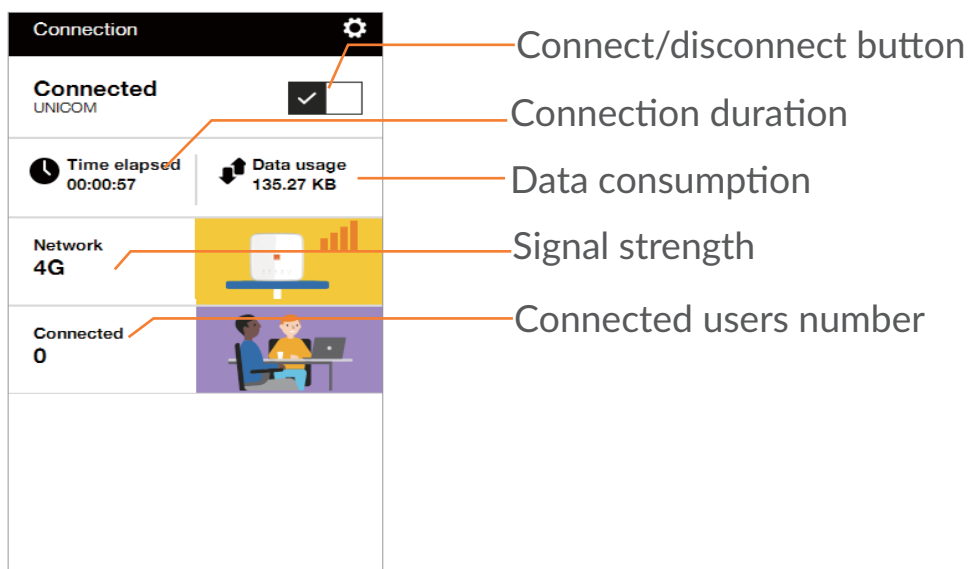 Connection
Connect/disconnect button
Connected
UNICOM
Connection duration
Time elapsed
00:00:57
Data usage
135.27 KB
Data consumption
Network
4G
Signal strength
Connected
0
Connected users number